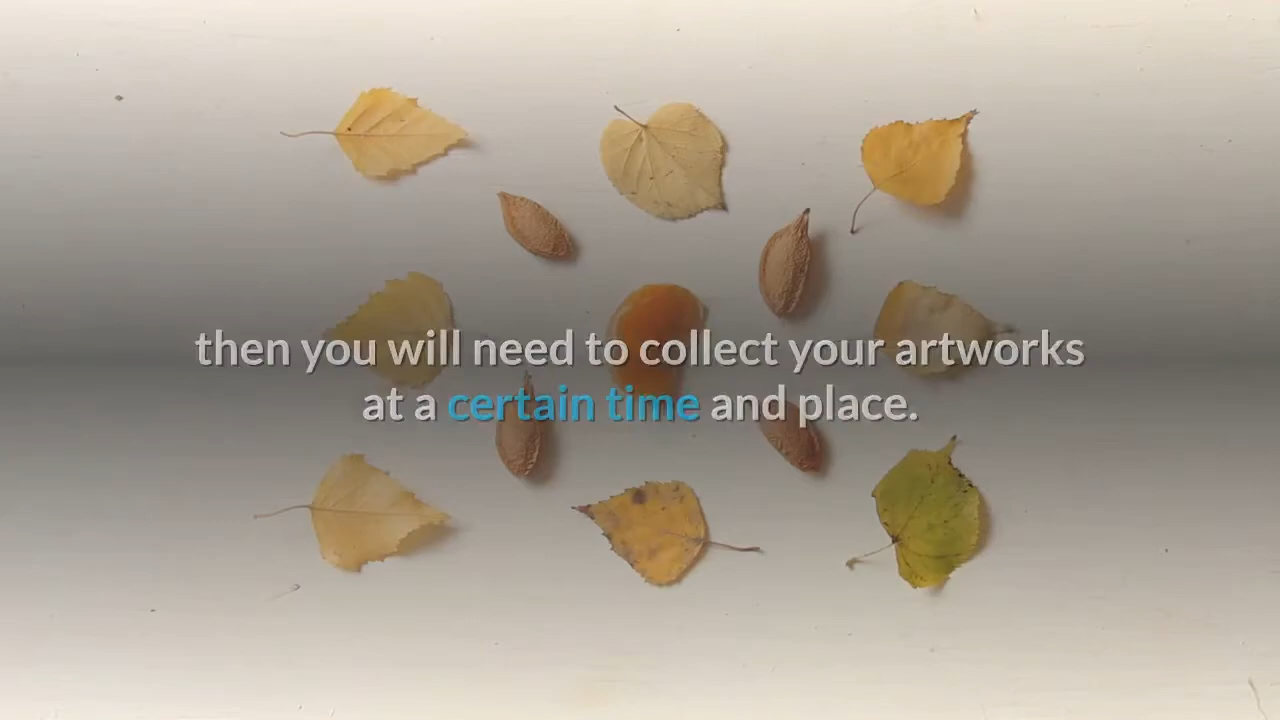 then you will need to collect your artworks
at a certain time and place.